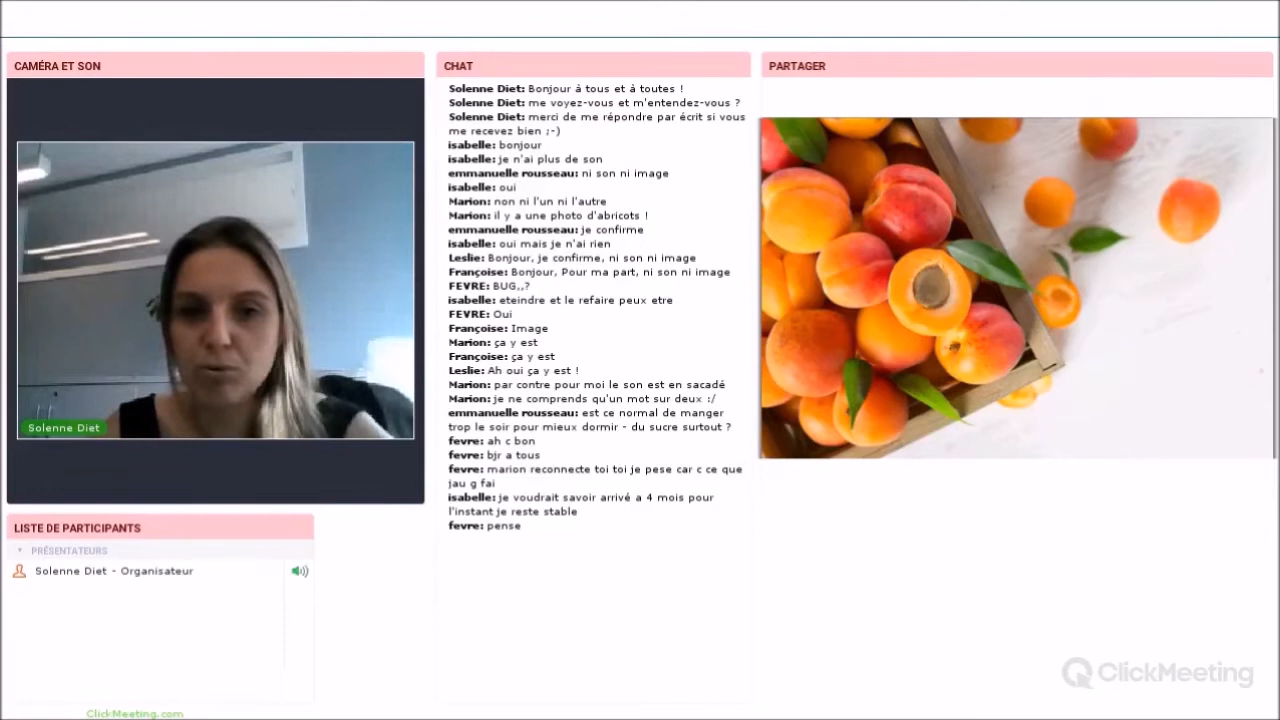 CAMÉRA ET SON
Solenne Diet
LISTE DE PARTICIPANTS
PRÉSENTATEURS
Solenne Diet - Organisateur
ClickMeeting.com
CHAT
Solenne Diet: Bonjour à tous et à toutes !
Solenne Diet: me voyez-vous et m'entendez-vous ?
Solenne Diet: merci de me répondre par écrit si vous
me recevez bien ;-)
isabelle: bonjour
isabelle: je n'ai plus de son
emmanuelle rousseau: ni son ni image
isabelle: oui
Marion: non ni l'un ni l'autre
Marion: il y a une photo d'abricots !
emmanuelle rousseau: je confirme
isabelle: oui mais je n'ai rien
Leslie: Bonjour, je confirme, ni son ni image
Françoise: Bonjour, Pour ma part, ni son ni image
FEVRE: BUG,,?
isabelle: eteindre et le refaire peux etre
FEVRE: Oui
Françoise: Image
Marion: ça y est
Françoise: ça y est
Leslie: Ah oui ça y est !
Marion: par contre pour moi le son est en sacadé
Marion: je ne comprends qu'un mot sur deux :/
emmanuelle rousseau: est ce normal de manger
trop le soir pour mieux dormir - du sucre surtout ?
fevre: ah c bon
fevre: bjr a tous
fevre: marion reconnecte toi toi je pese car c ce que
jau g fai
isabelle: je voudrait savoir arrivé a 4 mois pour
l'instant je reste stable
fevre: pense
PARTAGER
ClickMeeting